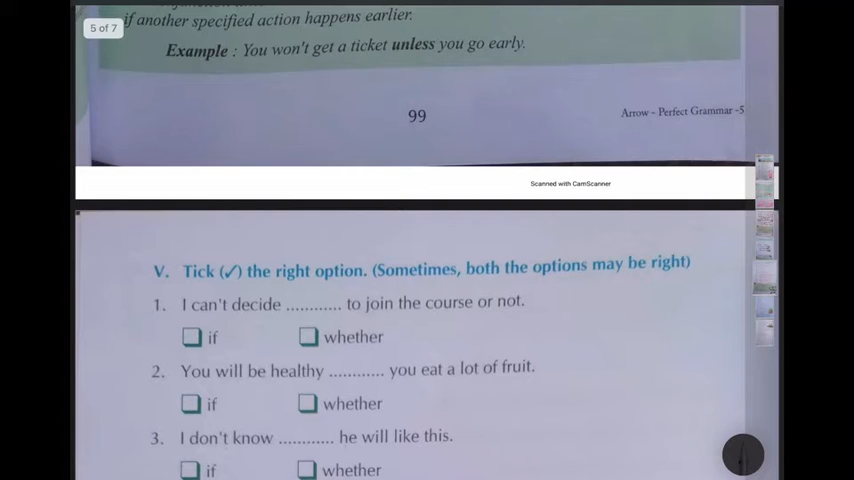 5 of 7
if another specified action happens earlier.
Example : You won't get a ticket unless you go early.
99
Arrow - Perfect Grammar -5
Scanned with CamScanner
V. Tick (✓) the right option. (Sometimes, both the options may be right)
1. I can't decide ............ to join the course or not.
if whether
2. You will be healthy ............ you eat a lot of fruit.
if whether
3. I don't know ............ he will like this.
if whether